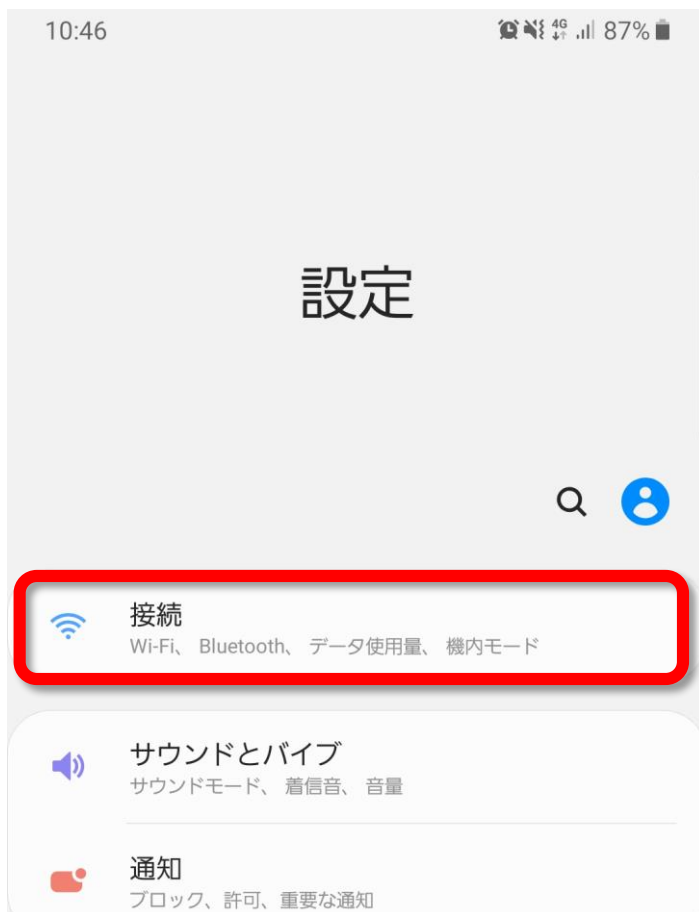 10:46 4G 87%
設定
接続
Wi-Fi、 Bluetooth、 データ使用量、 機内モード
サウンドとバイブ
サウンドモード、 着信音、 音量
通知
ブロック、許可、重要な通知